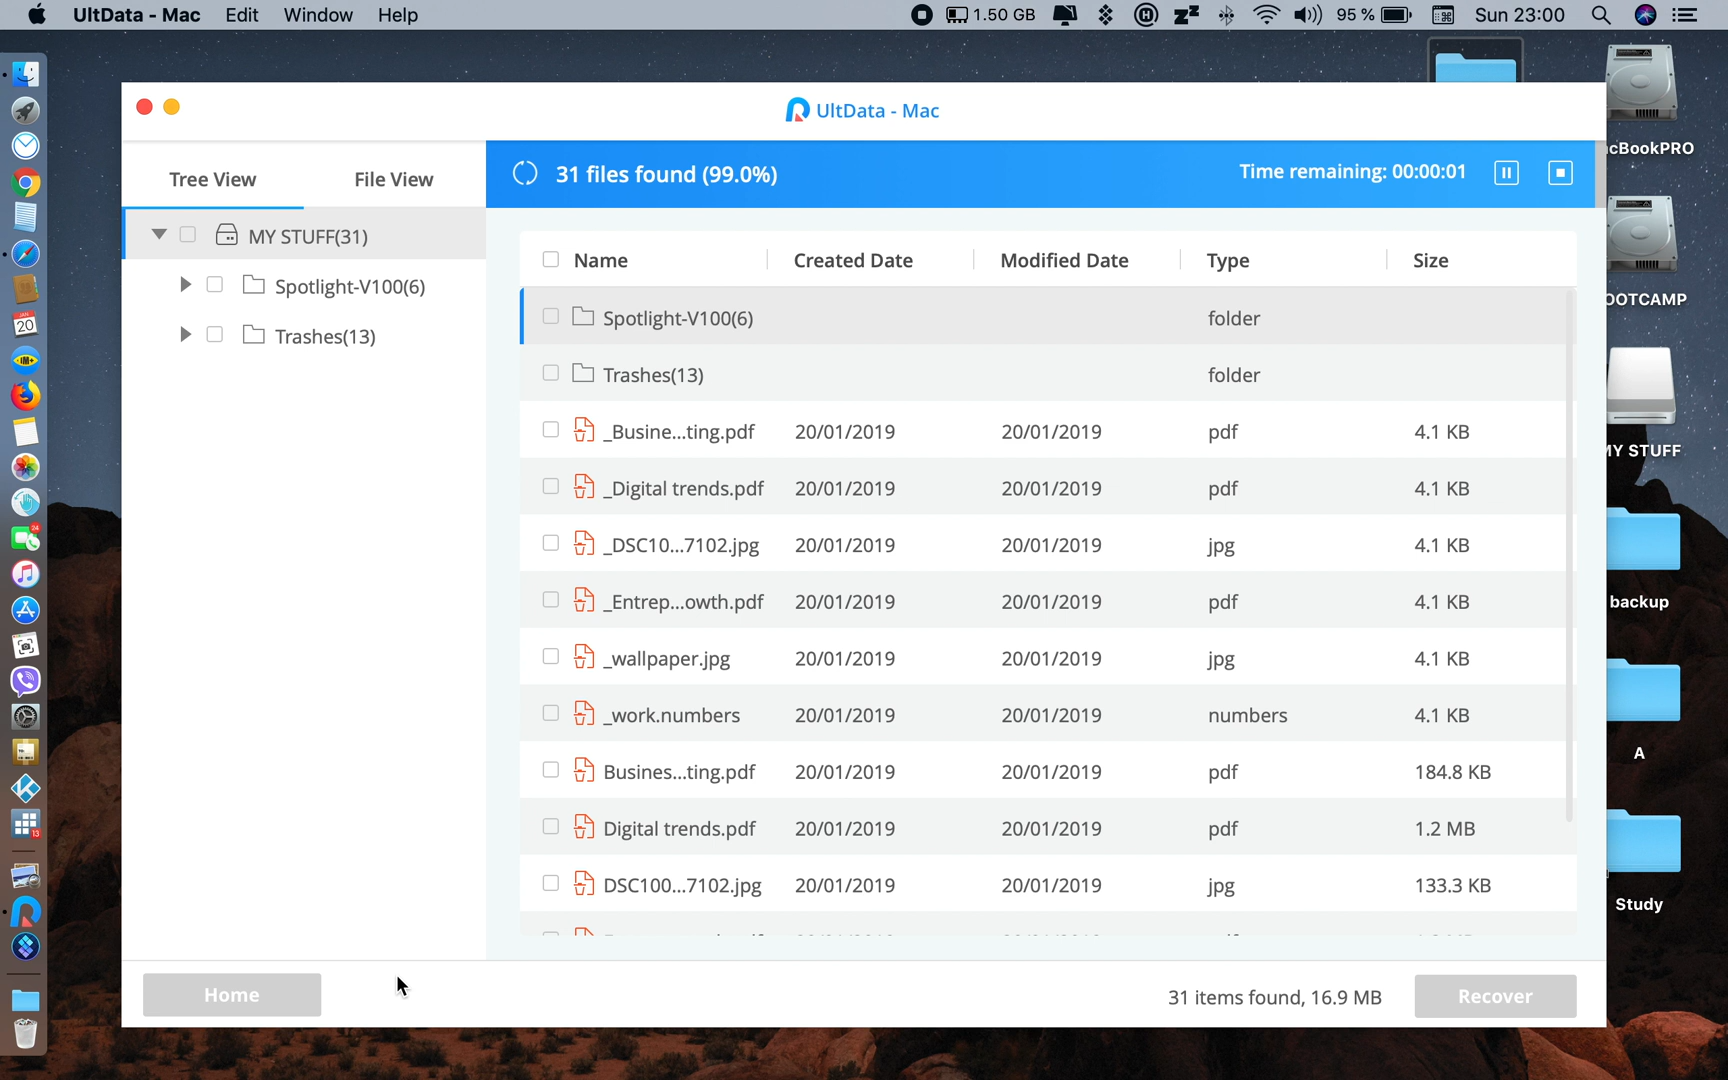 UltData - Mac Edit Window Help 1.50 GB 95 % Sun 23:00
UltData - Mac
cBookPRO
Tree View File View
31 files found (99.0%) Time remaining: 00:00:01
MY STUFF(31)
Spotlight-V100(6)
Trashes(13)
Name Created Date Modified Date Type Size
Spotlight-V100(6) folder
Trashes(13) folder
_Busine...ting.pdf 20/01/2019 20/01/2019 pdf 4.1 KB
_Digital trends.pdf 20/01/2019 20/01/2019 pdf 4.1 KB
_DSC10...7102.jpg 20/01/2019 20/01/2019 jpg 4.1 KB
_Entrep...owth.pdf 20/01/2019 20/01/2019 pdf 4.1 KB
_wallpaper.jpg 20/01/2019 20/01/2019 jpg 4.1 KB
_work.numbers 20/01/2019 20/01/2019 numbers 4.1 KB
Busines...ting.pdf 20/01/2019 20/01/2019 pdf 184.8 KB
Digital trends.pdf 20/01/2019 20/01/2019 pdf 1.2 MB
DSC100...7102.jpg 20/01/2019 20/01/2019 jpg 133.3 KB
Home
31 items found, 16.9 MB
Recover
OOTCAMP
MY STUFF
backup
A
Study
JAN
20
IM+
24
13